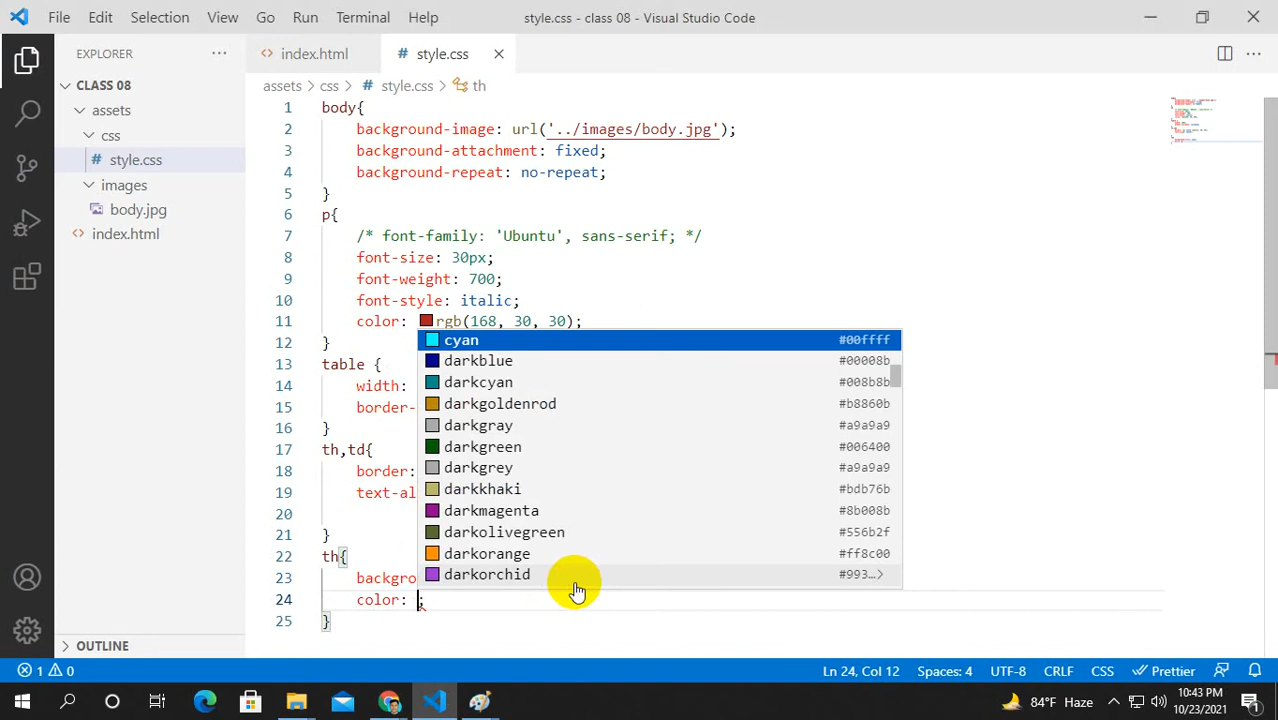 File Edit Selection View Go Run Terminal Help style.css - class 08 - Visual Studio Code
EXPLORER ··· index.html # style.css
CLASS 08 assets > css > # style.css > th
assets
css
# style.css
images
body.jpg
index.html
1 body{
2 background-image: url('../images/body.jpg');
3 background-attachment: fixed;
4 background-repeat: no-repeat;
5 }
6 p{
7 /* font-family: 'Ubuntu', sans-serif; */
8 font-size: 30px;
9 font-weight: 700;
10 font-style: italic;
11 color: rgb(168, 30, 30);
12 }
13 table {
14 width:
15 border-
16 }
17 th,td{
18 border:
19 text-al
20
21 }
22 th{
23 backgro
24 color: ;
25 }
cyan #00ffff
darkblue #00008b
darkcyan #008b8b
darkgoldenrod #b8860b
darkgray #a9a9a9
darkgreen #006400
darkgrey #a9a9a9
darkkhaki #bdb76b
darkmagenta #8b008b
darkolivegreen #556b2f
darkorange #ff8c00
darkorchid #993…>
OUTLINE
1 0 Ln 24, Col 12 Spaces: 4 UTF-8 CRLF CSS Prettier
84°F Haze 10:43 PM
10/23/2021 1